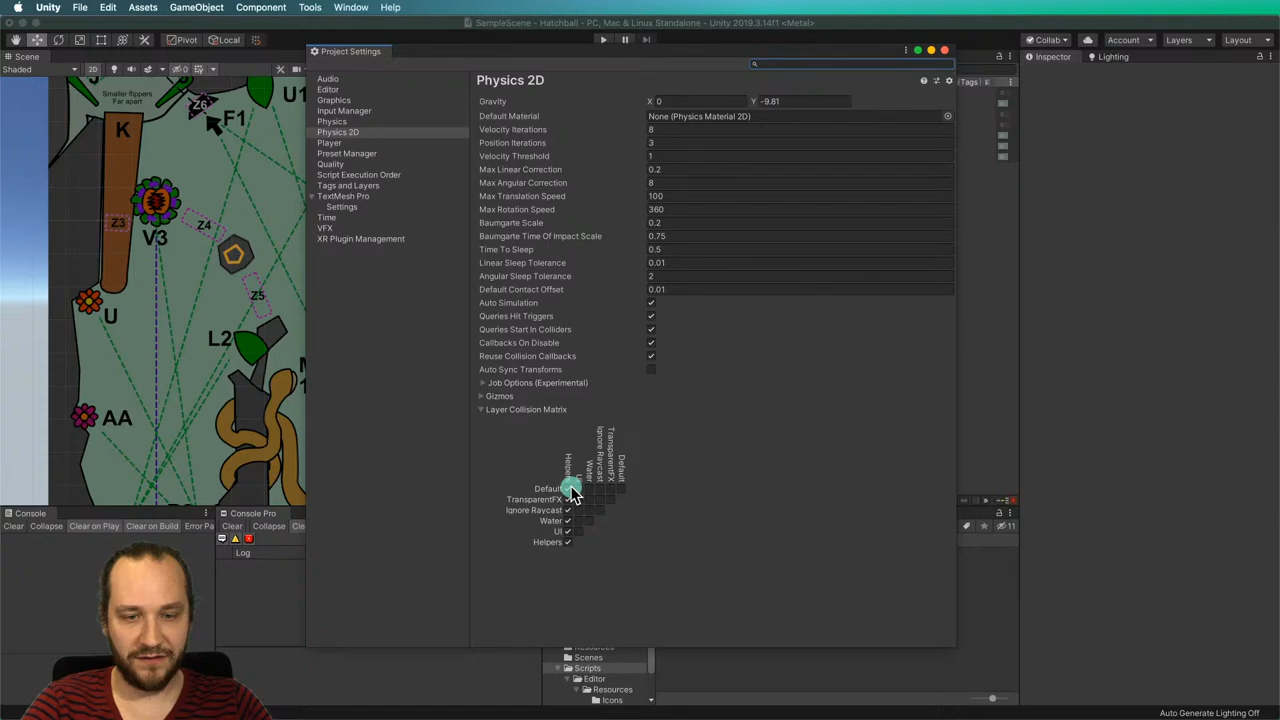 Unity File Edit Assets GameObject Component Tools Window Help
SampleScene - Hatchball - PC, Mac & Linux Standalone - Unity 2019.3.14f1 <Metal>
Pivot Local Collab Account Layers Layout
Scene
Shaded 2D 0
Project Settings
Inspector Lighting
Tags
Audio
Editor
Graphics
Input Manager
Physics
Physics 2D
Player
Preset Manager
Quality
Script Execution Order
Tags and Layers
TextMesh Pro
Settings
Time
VFX
XR Plugin Management
Physics 2D
Gravity X 0 Y -9.81
Default Material None (Physics Material 2D)
Velocity Iterations 8
Position Iterations 3
Velocity Threshold 1
Max Linear Correction 0.2
Max Angular Correction 8
Max Translation Speed 100
Max Rotation Speed 360
Baumgarte Scale 0.2
Baumgarte Time Of Impact Scale 0.75
Time To Sleep 0.5
Linear Sleep Tolerance 0.01
Angular Sleep Tolerance 2
Default Contact Offset 0.01
Auto Simulation
Queries Hit Triggers
Queries Start In Colliders
Callbacks On Disable
Reuse Collision Callbacks
Auto Sync Transforms
Job Options (Experimental)
Gizmos
Layer Collision Matrix
Helpers
Water
Ignore Raycast
TransparentFX
Default
Default
TransparentFX
Ignore Raycast
Water
UI
Helpers
Smaller flippers
Far apart
Z6
U1
F1
K
Z3
Z4
V3
Z5
U
L2
AA
Console
Clear Collapse Clear on Play Clear on Build
Console Pro
Clear Collapse
Log
Scenes
Scripts
Editor
Resources
Icons
11
Auto Generate Lighting Off